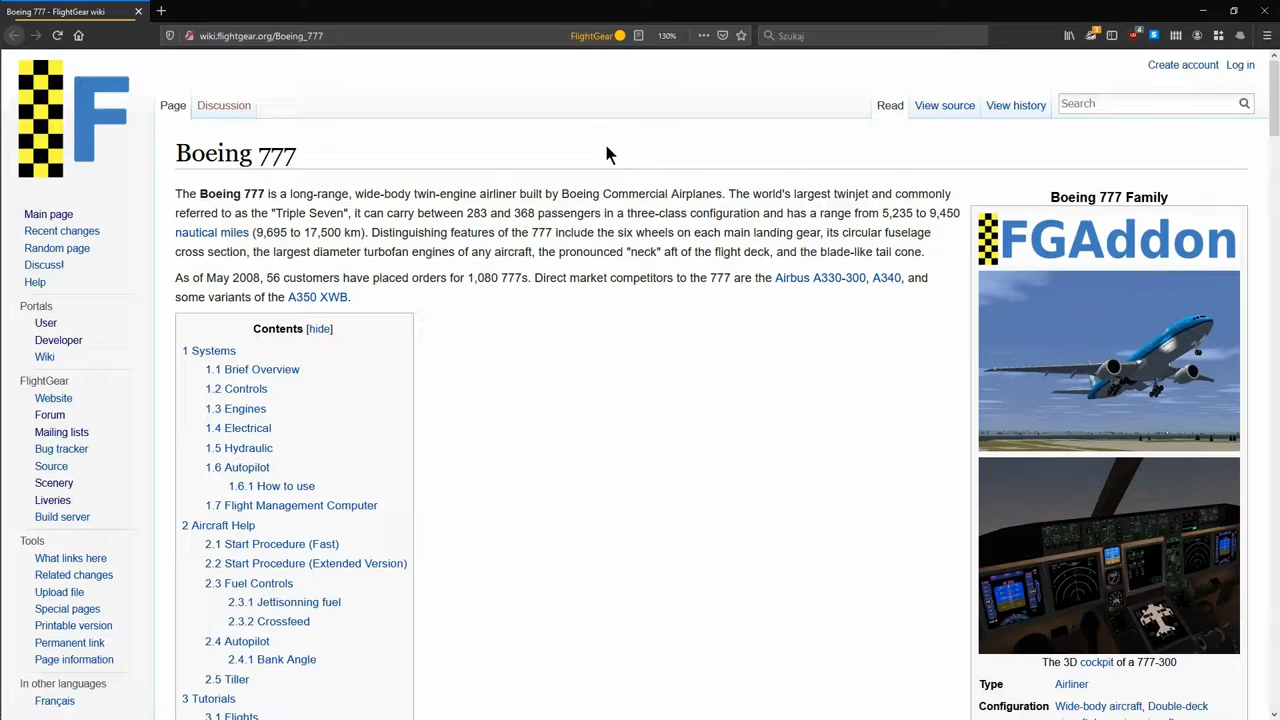 Boeing 777 - FlightGear wiki
wiki.flightgear.org/Boeing_777
FlightGear
130%
Szukaj
Create account Log in
F
Page Discussion
Read View source View history
Search
Boeing 777
The Boeing 777 is a long-range, wide-body twin-engine airliner built by Boeing Commercial Airplanes. The world's largest twinjet and commonly
referred to as the "Triple Seven", it can carry between 283 and 368 passengers in a three-class configuration and has a range from 5,235 to 9,450
nautical miles (9,695 to 17,500 km). Distinguishing features of the 777 include the six wheels on each main landing gear, its circular fuselage
cross section, the largest diameter turbofan engines of any aircraft, the pronounced "neck" aft of the flight deck, and the blade-like tail cone.
As of May 2008, 56 customers have placed orders for 1,080 777s. Direct market competitors to the 777 are the Airbus A330-300, A340, and
some variants of the A350 XWB.
Main page
Recent changes
Random page
Discuss!
Help
Portals
User
Developer
Wiki
FlightGear
Website
Forum
Mailing lists
Bug tracker
Source
Scenery
Liveries
Build server
Tools
What links here
Related changes
Upload file
Special pages
Printable version
Permanent link
Page information
In other languages
Français
Contents [hide]
1 Systems
1.1 Brief Overview
1.2 Controls
1.3 Engines
1.4 Electrical
1.5 Hydraulic
1.6 Autopilot
1.6.1 How to use
1.7 Flight Management Computer
2 Aircraft Help
2.1 Start Procedure (Fast)
2.2 Start Procedure (Extended Version)
2.3 Fuel Controls
2.3.1 Jettisonning fuel
2.3.2 Crossfeed
2.4 Autopilot
2.4.1 Bank Angle
2.5 Tiller
3 Tutorials
3.1 Flights
Boeing 777 Family
FGAddon
The 3D cockpit of a 777-300
Type Airliner
Configuration Wide-body aircraft, Double-deck